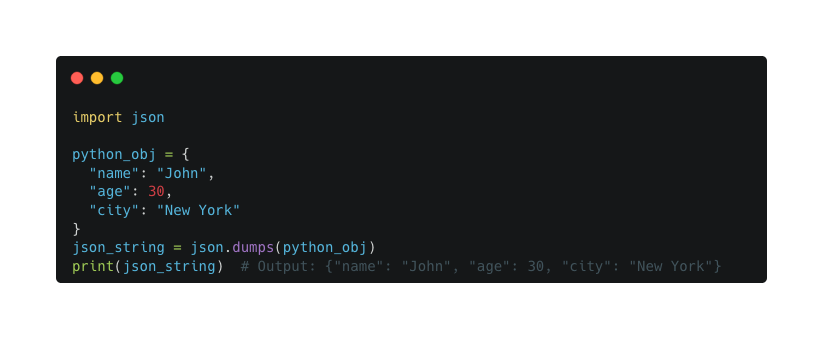 import json

python_obj = {
  "name": "John",
  "age": 30,
  "city": "New York"
}
json_string = json.dumps(python_obj)
print(json_string)  # Output: {"name": "John", "age": 30, "city": "New York"}